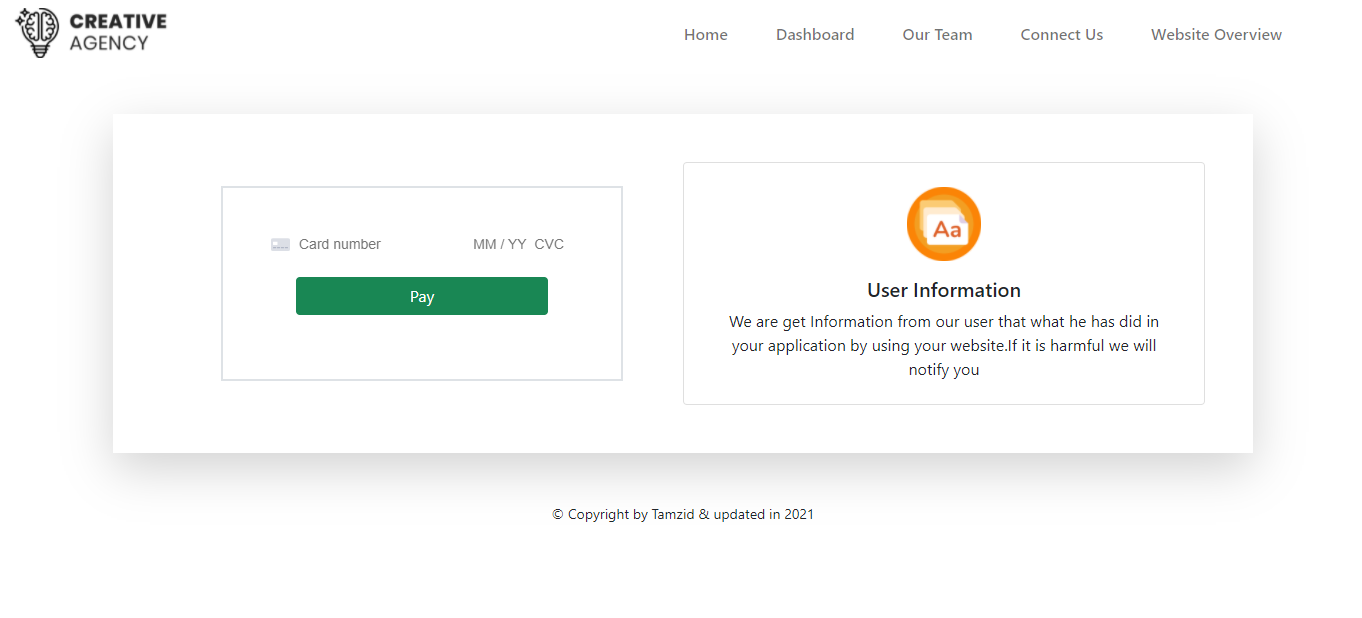 CREATIVE
AGENCY
Home Dashboard Our Team Connect Us Website Overview
Card number MM / YY CVC
Pay
Aa
User Information
We are get Information from our user that what he has did in
your application by using your website.If it is harmful we will
notify you
© Copyright by Tamzid & updated in 2021